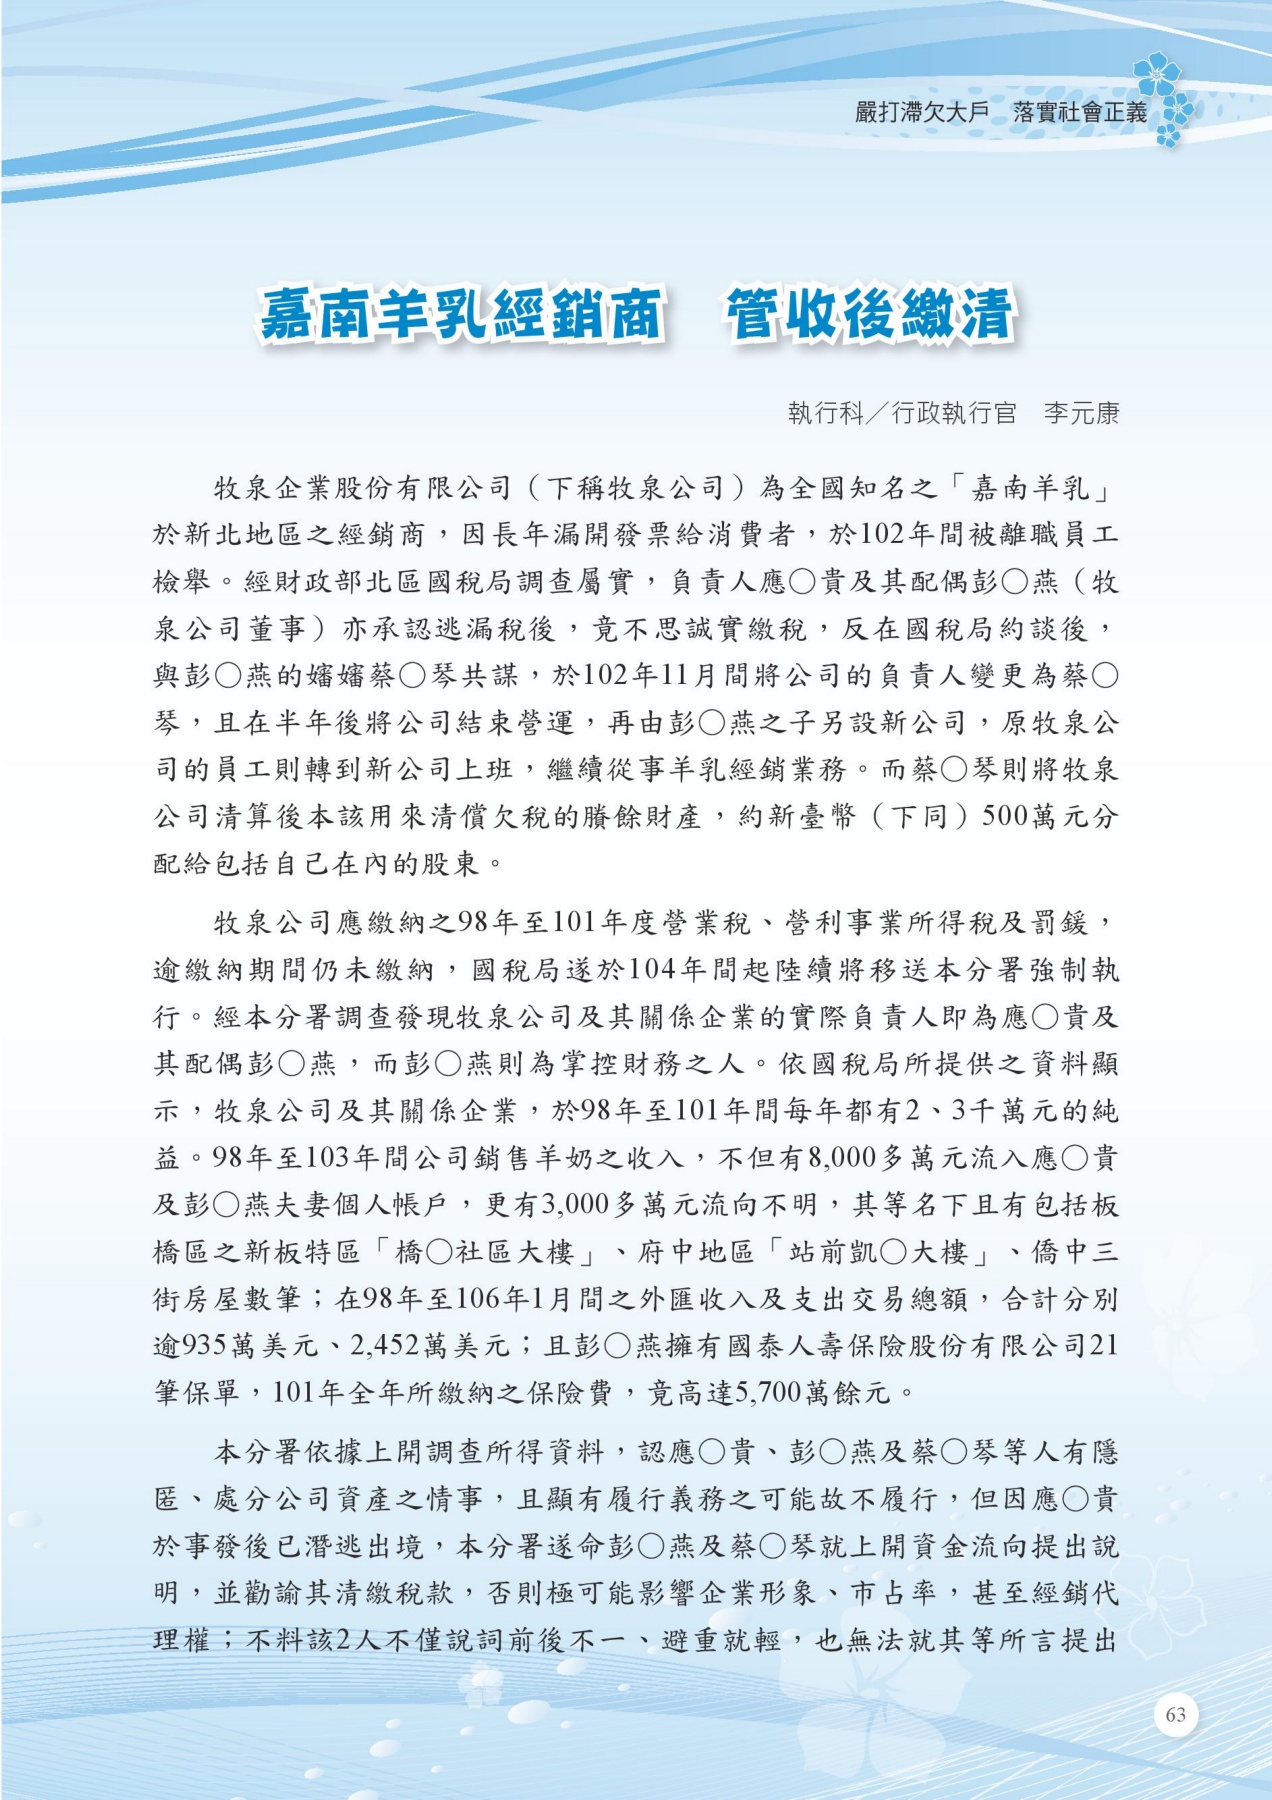 嚴打滯欠大戶　落實社會正義
嘉南羊乳經銷商　管收後繳清
執行科／行政執行官　李元康
牧泉企業股份有限公司（下稱牧泉公司）為全國知名之「嘉南羊乳」
於新北地區之經銷商，因長年漏開發票給消費者，於102年間被離職員工
檢舉。經財政部北區國稅局調查屬實，負責人應○貴及其配偶彭○燕（牧
泉公司董事）亦承認逃漏稅後，竟不思誠實繳稅，反在國稅局約談後，
與彭○燕的嬸嬸蔡○琴共謀，於102年11月間將公司的負責人變更為蔡○
琴，且在半年後將公司結束營運，再由彭○燕之子另設新公司，原牧泉公
司的員工則轉到新公司上班，繼續從事羊乳經銷業務。而蔡○琴則將牧泉
公司清算後本該用來清償欠稅的賸餘財產，約新臺幣（下同）500萬元分
配給包括自己在內的股東。
牧泉公司應繳納之98年至101年度營業稅、營利事業所得稅及罰鍰，
逾繳納期間仍未繳納，國稅局遂於104年間起陸續將移送本分署強制執
行。經本分署調查發現牧泉公司及其關係企業的實際負責人即為應○貴及
其配偶彭○燕，而彭○燕則為掌控財務之人。依國稅局所提供之資料顯
示，牧泉公司及其關係企業，於98年至101年間每年都有2、3千萬元的純
益。98年至103年間公司銷售羊奶之收入，不但有8,000多萬元流入應○貴
及彭○燕夫妻個人帳戶，更有3,000多萬元流向不明，其等名下且有包括板
橋區之新板特區「橋○社區大樓」、府中地區「站前凱○大樓」、僑中三
街房屋數筆；在98年至106年1月間之外匯收入及支出交易總額，合計分別
逾935萬美元、2,452萬美元；且彭○燕擁有國泰人壽保險股份有限公司21
筆保單，101年全年所繳納之保險費，竟高達5,700萬餘元。
本分署依據上開調查所得資料，認應○貴、彭○燕及蔡○琴等人有隱
匿、處分公司資產之情事，且顯有履行義務之可能故不履行，但因應○貴
於事發後已潛逃出境，本分署遂命彭○燕及蔡○琴就上開資金流向提出說
明，並勸諭其清繳稅款，否則極可能影響企業形象、市占率，甚至經銷代
理權；不料該2人不僅說詞前後不一、避重就輕，也無法就其等所言提出
63